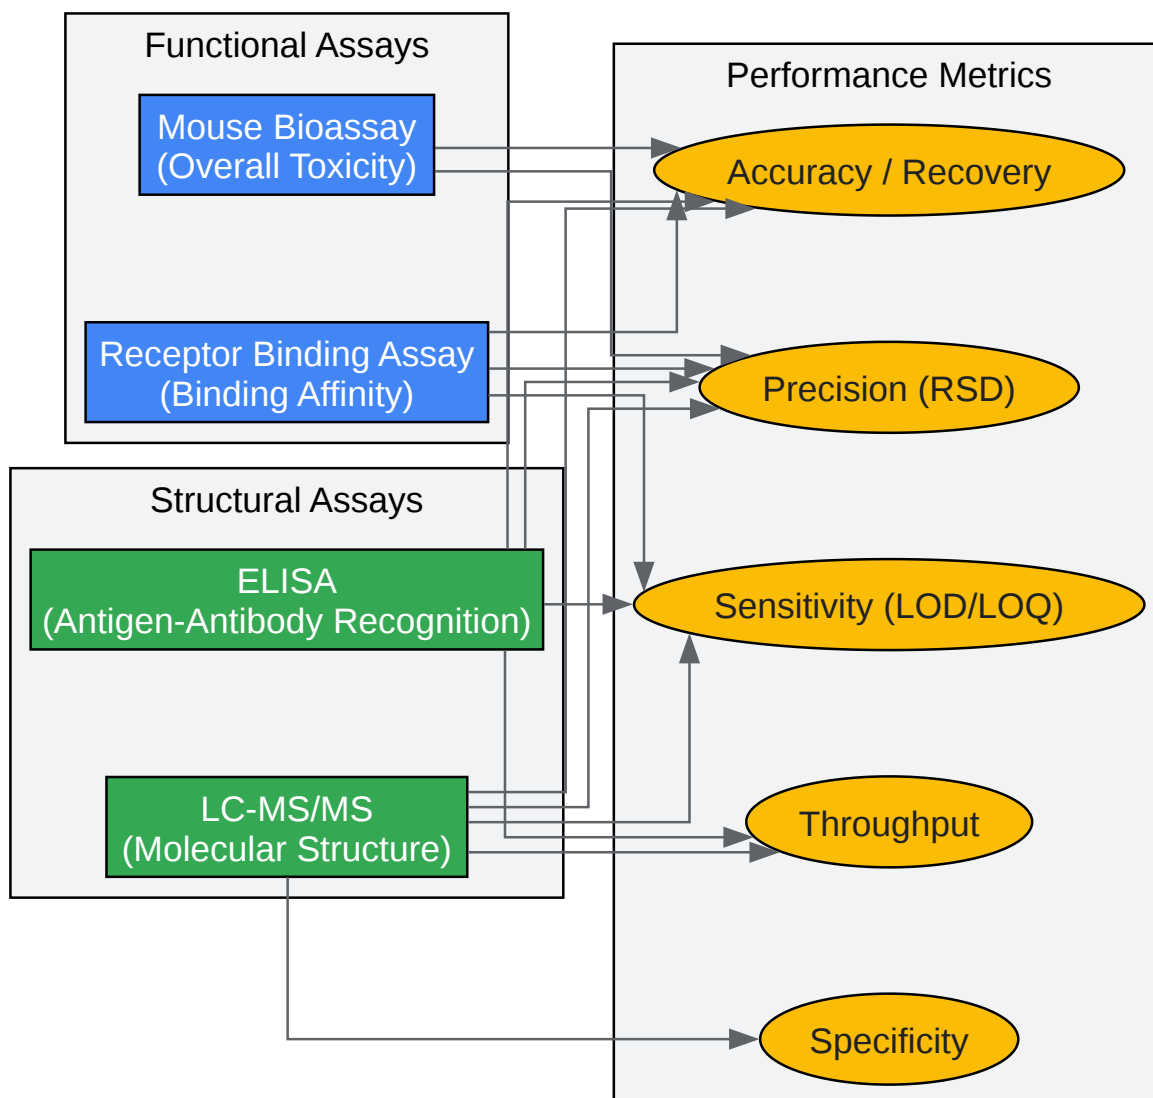 Functional Assays
Mouse Bioassay
(Overall Toxicity)
Receptor Binding Assay
(Binding Affinity)
Structural Assays
ELISA
(Antigen-Antibody Recognition)
LC-MS/MS
(Molecular Structure)
Performance Metrics
Accuracy / Recovery
Precision (RSD)
Sensitivity (LOD/LOQ)
Throughput
Specificity